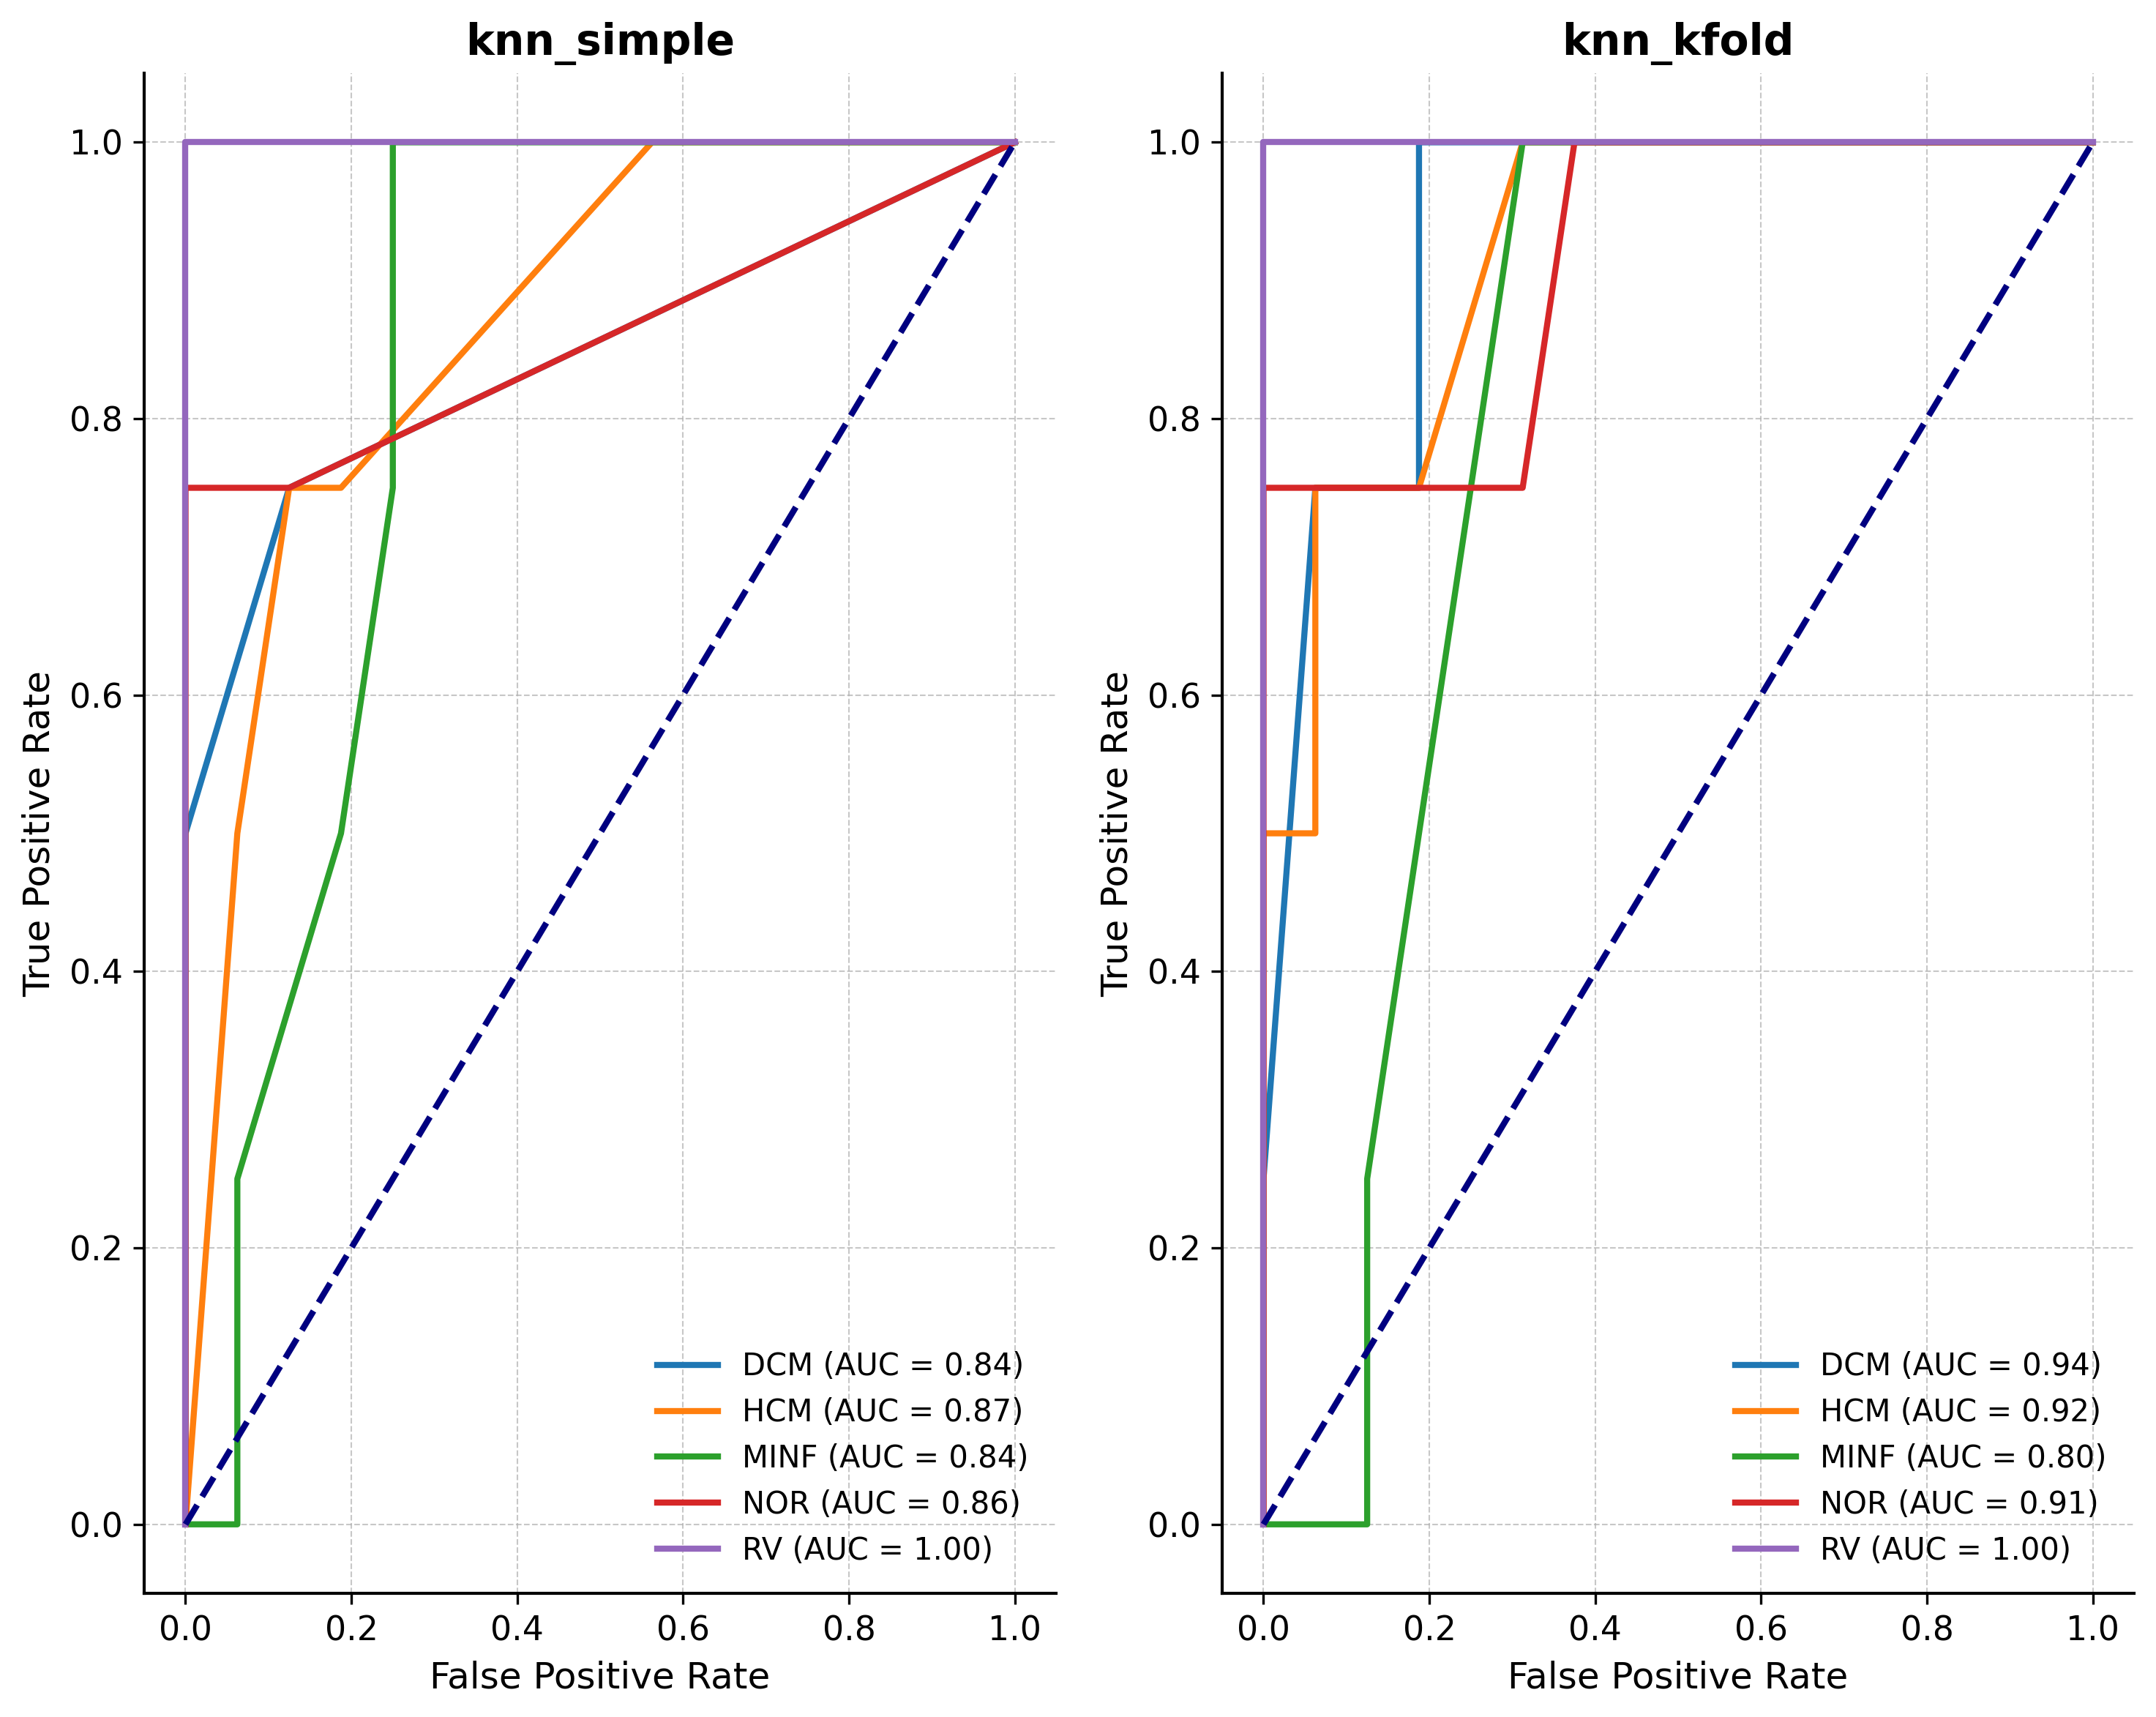 knn_simple
True Positive Rate
1.0
0.8
0.6
0.4
0.2
0.0
0.0 0.2 0.4 0.6 0.8 1.0
False Positive Rate
DCM (AUC = 0.84)
HCM (AUC = 0.87)
MINF (AUC = 0.84)
NOR (AUC = 0.86)
RV (AUC = 1.00)
knn_kfold
True Positive Rate
1.0
0.8
0.6
0.4
0.2
0.0
0.0 0.2 0.4 0.6 0.8 1.0
False Positive Rate
DCM (AUC = 0.94)
HCM (AUC = 0.92)
MINF (AUC = 0.80)
NOR (AUC = 0.91)
RV (AUC = 1.00)